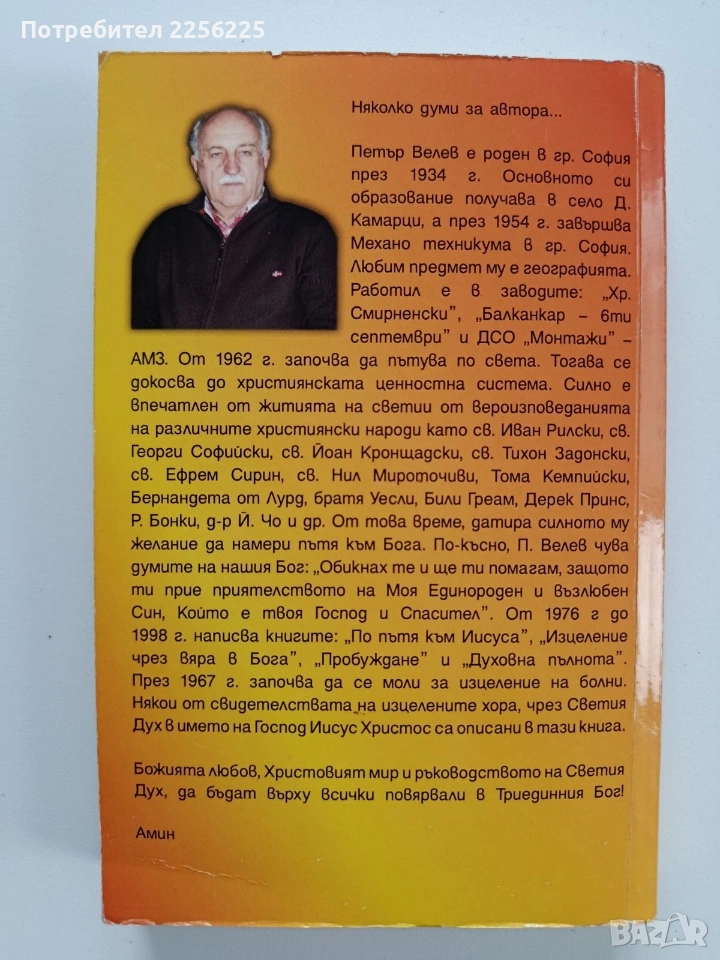 Потребител 2256225
Няколко думи за автора...
Петър Велев е роден в гр. София
през 1934 г. Основното си
образование получава в село Д.
Камарци, а през 1954 г. завършва
Механо техникума в гр. София.
Любим предмет му е географията.
Работил е в заводите: „Хр.
Смирненски", „Балканкар – 6ти
септември" и ДСО „Монтажи" –
АМЗ. От 1962 г. започва да пътува по света. Тогава се
докосва до християнската ценностна система. Силно е
впечатлен от житията на светии от вероизповеданията
на различните християнски народи като св. Иван Рилски, св.
Георги Софийски, св. Йоан Кронщадски, св. Тихон Задонски,
св. Ефрем Сирин, св. Нил Мироточиви, Тома Кемпийски,
Бернандета от Лурд, братя Уесли, Били Греам, Дерек Принс,
Р. Бонки, д-р Й. Чо и др. От това време, датира силното му
желание да намери пътя към Бога. По-късно, П. Велев чува
думите на нашия Бог: „Обикнах те и ще ти помагам, защото
ти прие приятелството на Моя Единороден и възлюбен
Син, Който е твоя Господ и Спасител". От 1976 г до
1998 г. написва книгите: „По пътя към Иисуса", „Изцеление
чрез вяра в Бога", „Пробуждане" и „Духовна пълнота".
През 1967 г. започва да се моли за изцеление на болни.
Някои от свидетелствата на изцелените хора, чрез Светия
Дух в името на Господ Иисус Христос са описани в тази книга.
Божията любов, Христовият мир и ръководството на Светия
Дух, да бъдат върху всички повярвали в Триединния Бог!
Амин
BAZAR